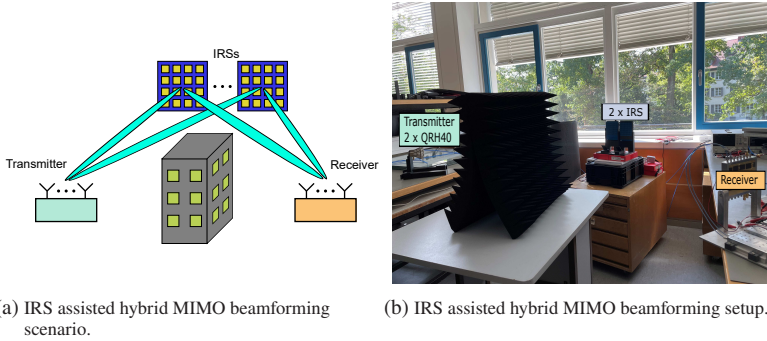 IRSs
Transmitter
Receiver
Transmitter
2 x QRH40
2 x IRS
Receiver
a) IRS assisted hybrid MIMO beamforming
scenario.
(b) IRS assisted hybrid MIMO beamforming setup.